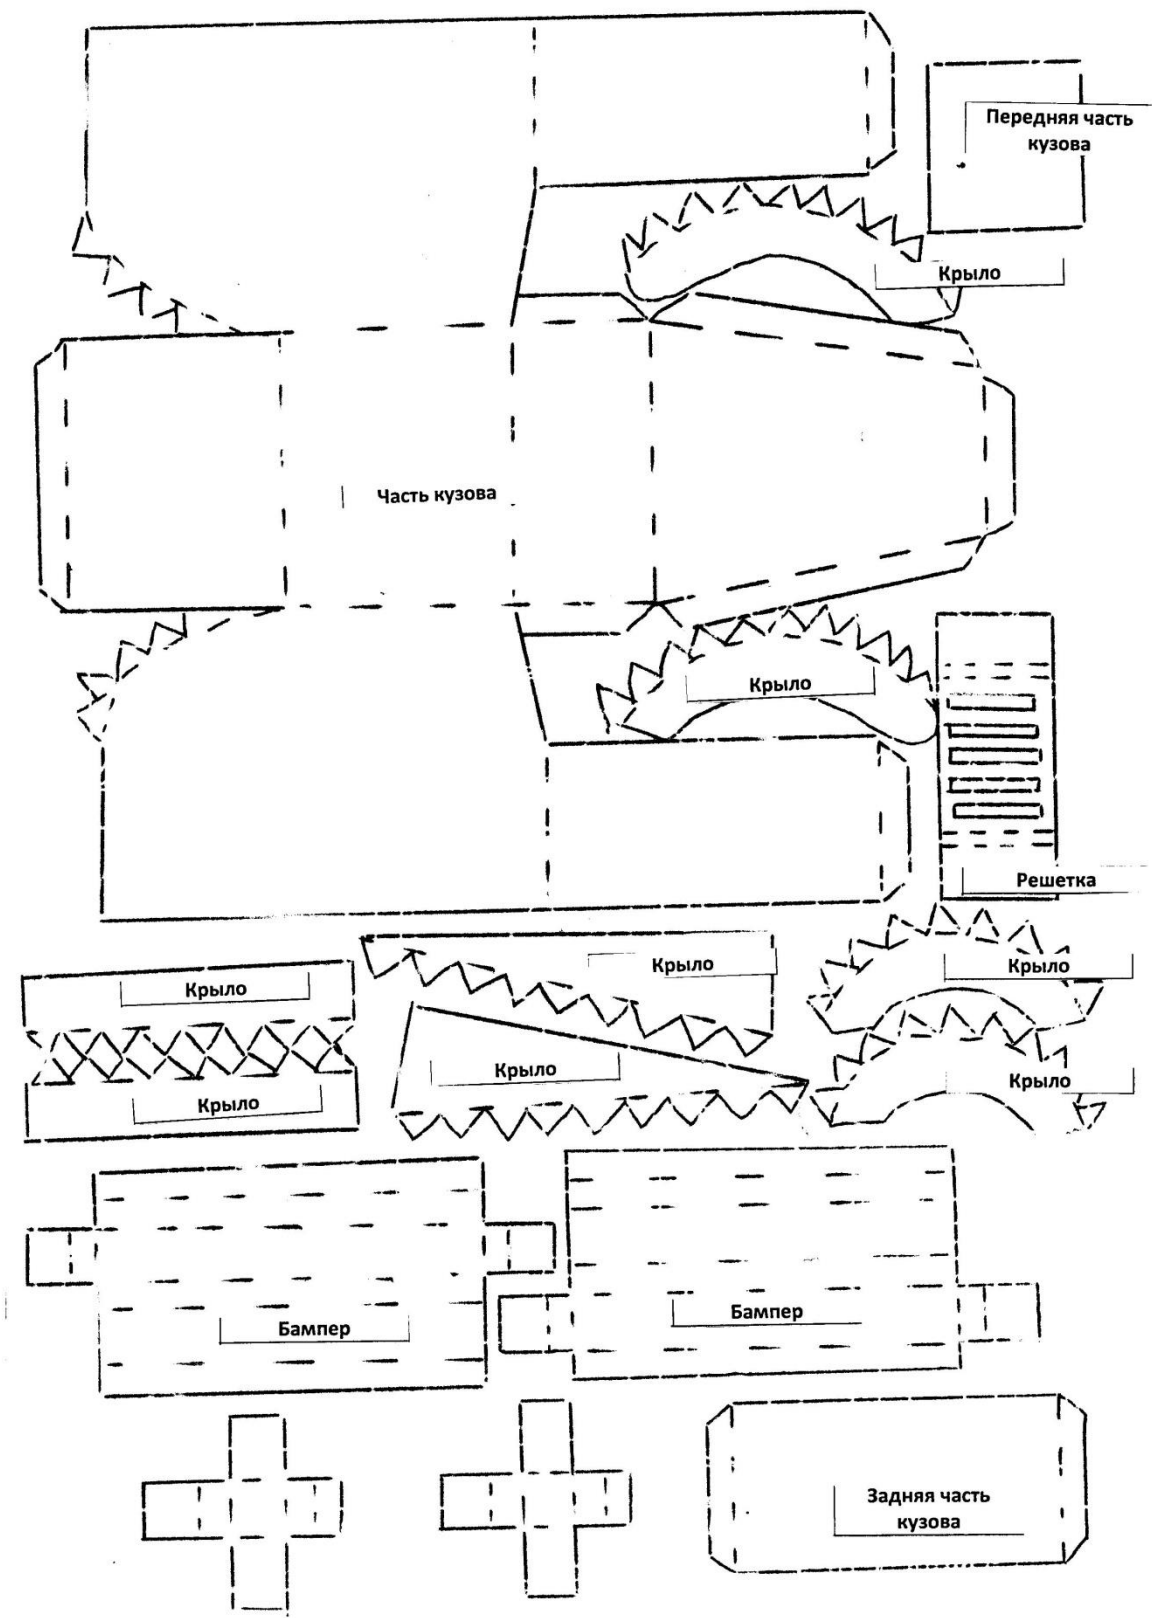 Передняя часть
кузова
Крыло
Часть кузова
Крыло
Решетка
Крыло
Крыло
Крыло
Крыло
Крыло
Крыло
Бампер
Бампер
Задняя часть
кузова